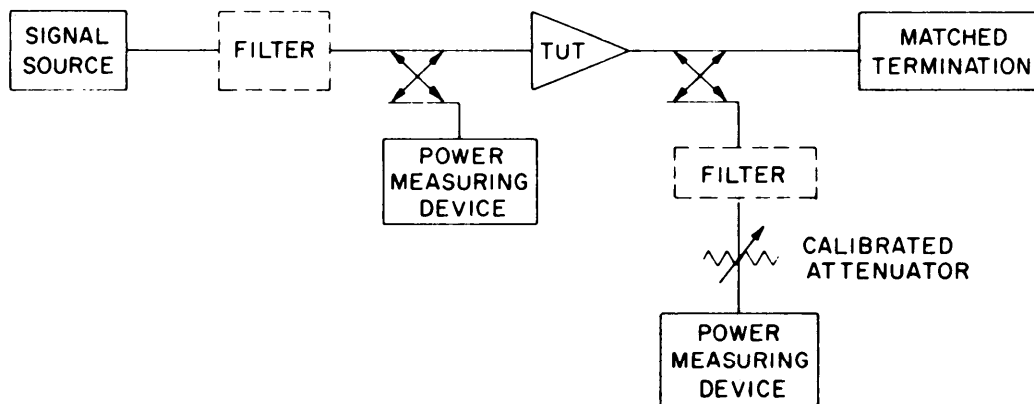 SIGNAL
SOURCE
FILTER
TUT
MATCHED
TERMINATION
POWER
MEASURING
DEVICE
FILTER
CALIBRATED
ATTENUATOR
POWER
MEASURING
DEVICE